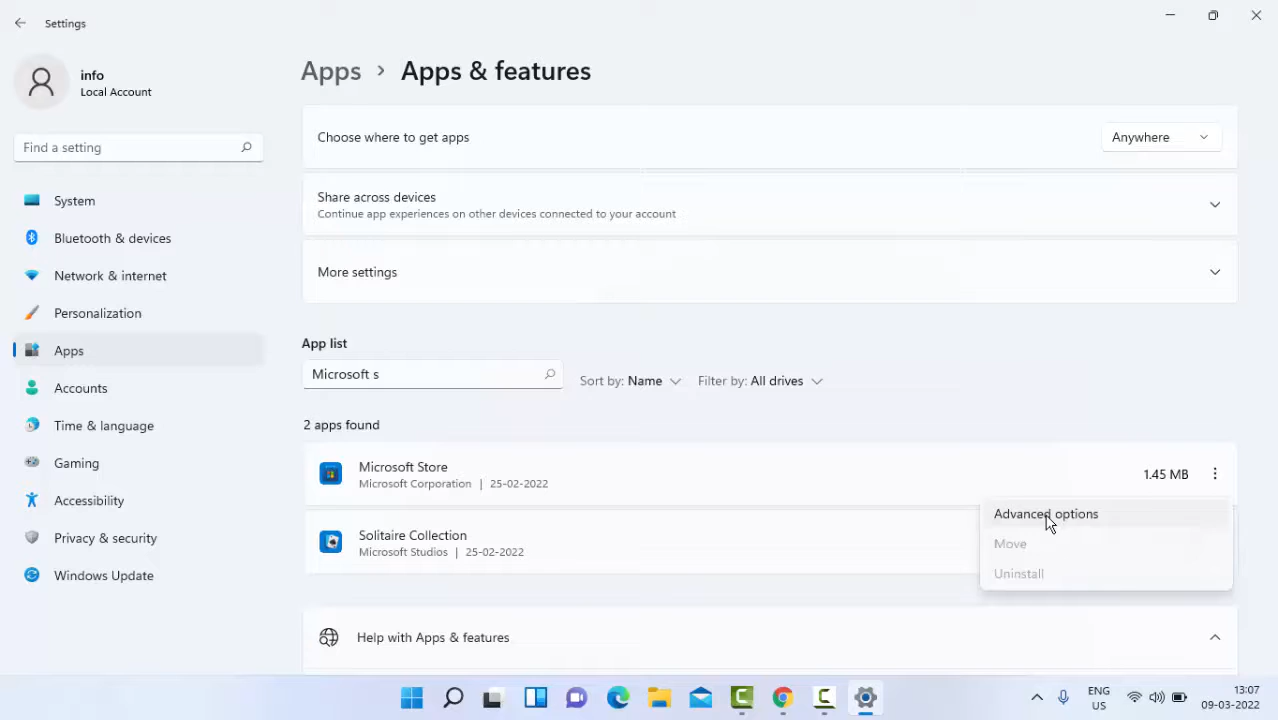 Settings
info
Local Account
Find a setting
System
Bluetooth & devices
Network & internet
Personalization
Apps
Accounts
Time & language
Gaming
Accessibility
Privacy & security
Windows Update
Apps › Apps & features
Choose where to get apps
Anywhere
Share across devices
Continue app experiences on other devices connected to your account
More settings
App list
Microsoft s
Sort by: Name
Filter by: All drives
2 apps found
Microsoft Store
Microsoft Corporation | 25-02-2022
1.45 MB
Advanced options
Move
Uninstall
Solitaire Collection
Microsoft Studios | 25-02-2022
Help with Apps & features
ENG
US
13:07
09-03-2022